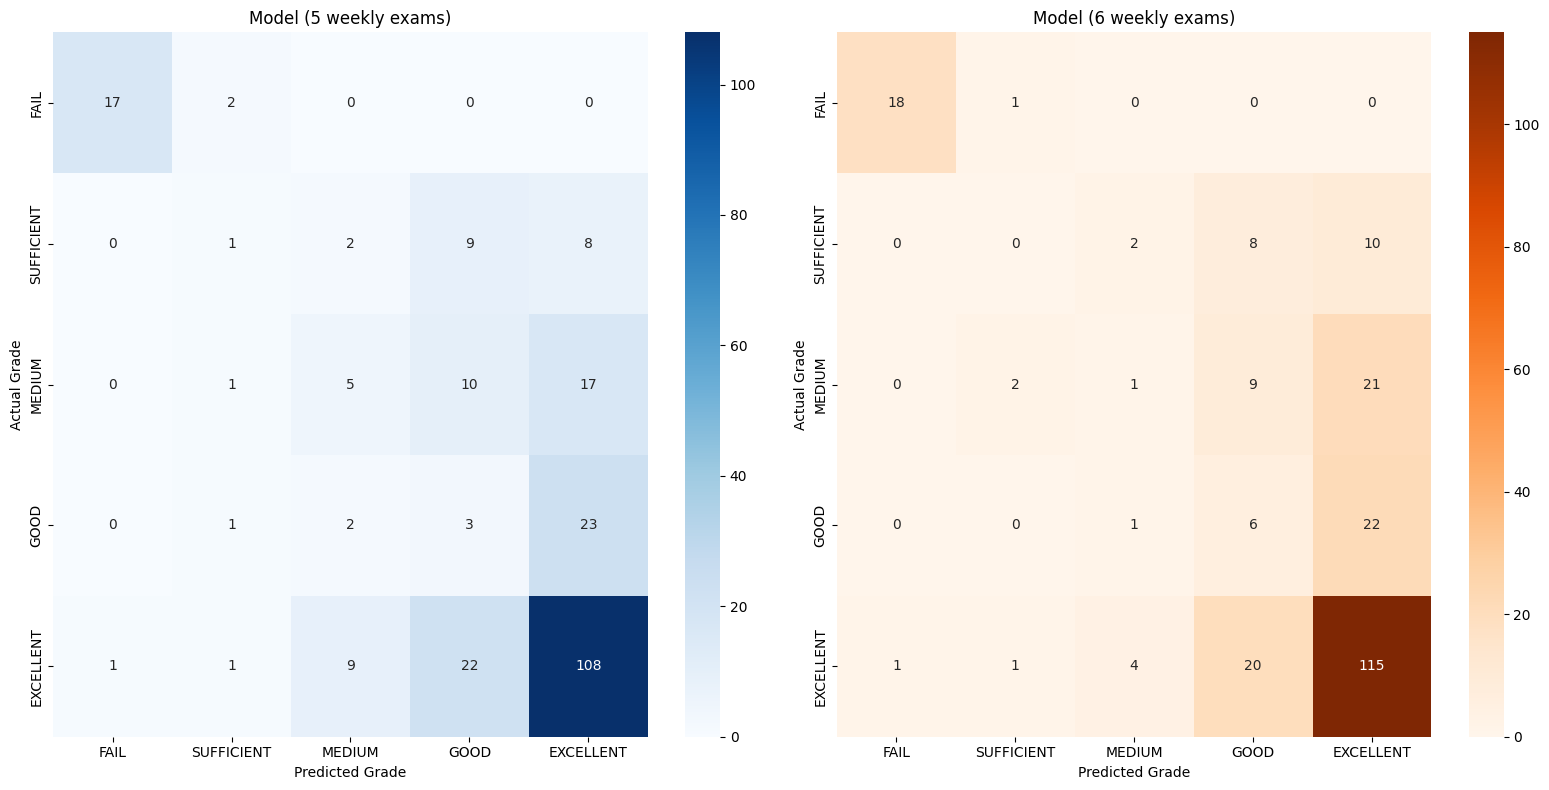 Model (5 weekly exams)
FAIL 17 2 0 0 0
SUFFICIENT 0 1 2 9 8
MEDIUM 0 1 5 10 17
GOOD 0 1 2 3 23
EXCELLENT 1 1 9 22 108
FAIL SUFFICIENT MEDIUM GOOD EXCELLENT
Predicted Grade
Actual Grade
100
80
60
40
20
0
Model (6 weekly exams)
FAIL 18 1 0 0 0
SUFFICIENT 0 0 2 8 10
MEDIUM 0 2 1 9 21
GOOD 0 0 1 6 22
EXCELLENT 1 1 4 20 115
FAIL SUFFICIENT MEDIUM GOOD EXCELLENT
Predicted Grade
Actual Grade
100
80
60
40
20
0